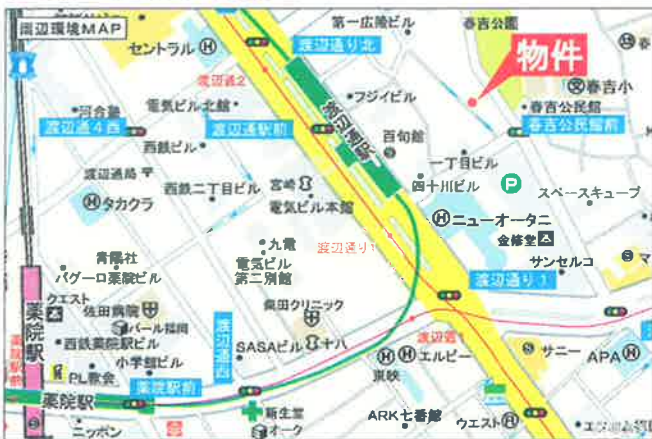 周辺環境MAP
第一広陵ビル
春吉公園
セントラル
渡辺通り北
物件
渡辺通2
春吉小
河合塾
電気ビル北館
フジイビル
春吉公民館
渡辺通4西
渡辺通駅前
渡辺通駅
百旬館
春吉公民館前
西鉄ビル
一丁目ビル
渡辺通局
西鉄二丁目ビル
宮崎
四十川ビル
P
スペースキューブ
タカクラ
電気ビル本館
ニューオータニ
渡辺通り1
金修堂
九電
電気ビル
第二別館
サンセルコ
青陽社
パグーロ薬院ビル
渡辺通り1
クエスト
薬院駅
佐田病院
パール福岡
柴田クリニック
西鉄薬院駅ビル
SASAビル
十八
渡辺通1
サニー
APA
小学館ビル
エルビー
PL教会
薬院駅前
東映
薬院駅
新生堂
オーク
ARK七番館
ウエスト
ニッポン